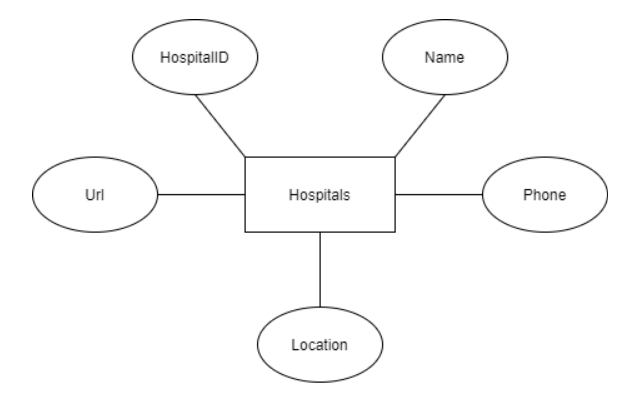 HospitalID
Name
Url
Hospitals
Phone
Location